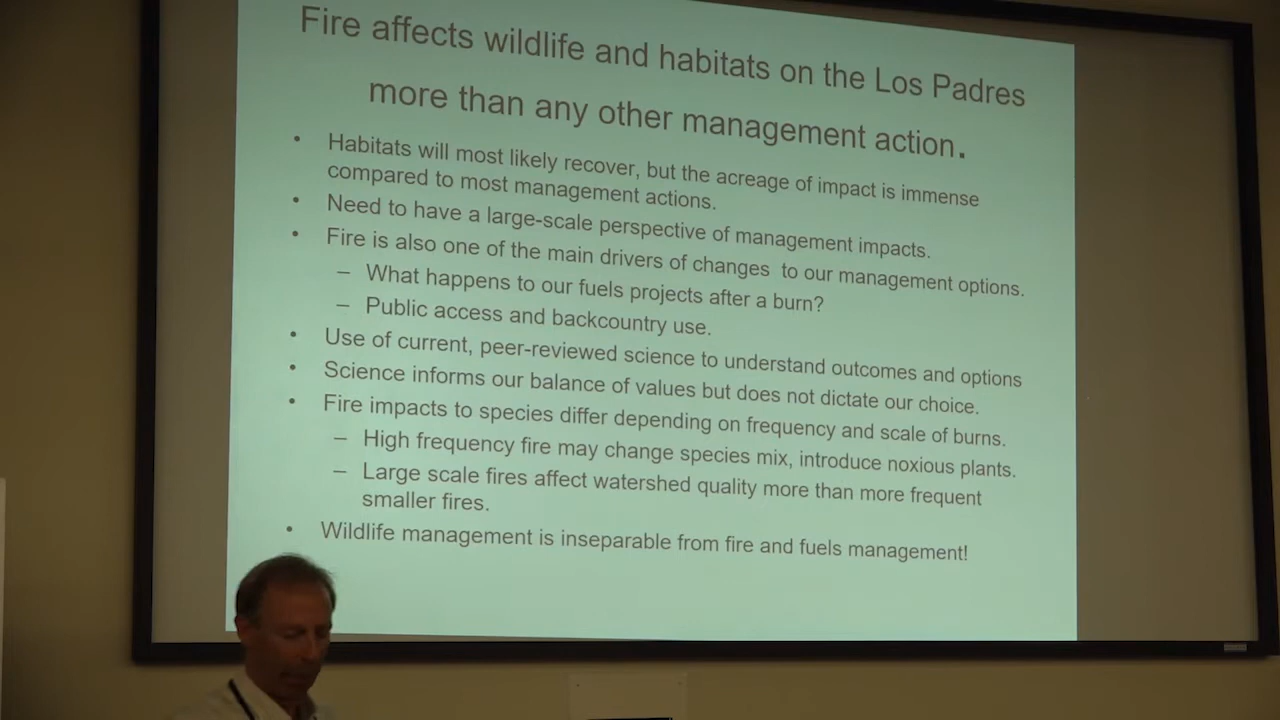 Fire affects wildlife and habitats on the Los Padres
more than any other management action.
• Habitats will most likely recover, but the acreage of impact is immense
compared to most management actions.
• Need to have a large-scale perspective of management impacts.
• Fire is also one of the main drivers of changes to our management options.
– What happens to our fuels projects after a burn?
– Public access and backcountry use.
• Use of current, peer-reviewed science to understand outcomes and options
• Science informs our balance of values but does not dictate our choice.
• Fire impacts to species differ depending on frequency and scale of burns.
– High frequency fire may change species mix, introduce noxious plants.
– Large scale fires affect watershed quality more than more frequent
smaller fires.
• Wildlife management is inseparable from fire and fuels management!